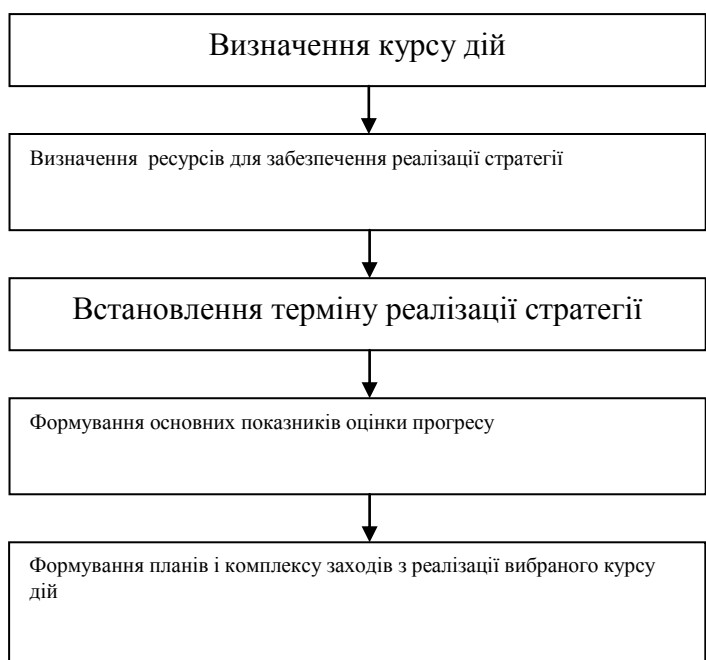 Визначення курсу дій
Визначення ресурсів для забезпечення реалізації стратегії
Встановлення терміну реалізації стратегії
Формування основних показників оцінки прогресу
Формування планів і комплексу заходів з реалізації вибраного курсу
дій